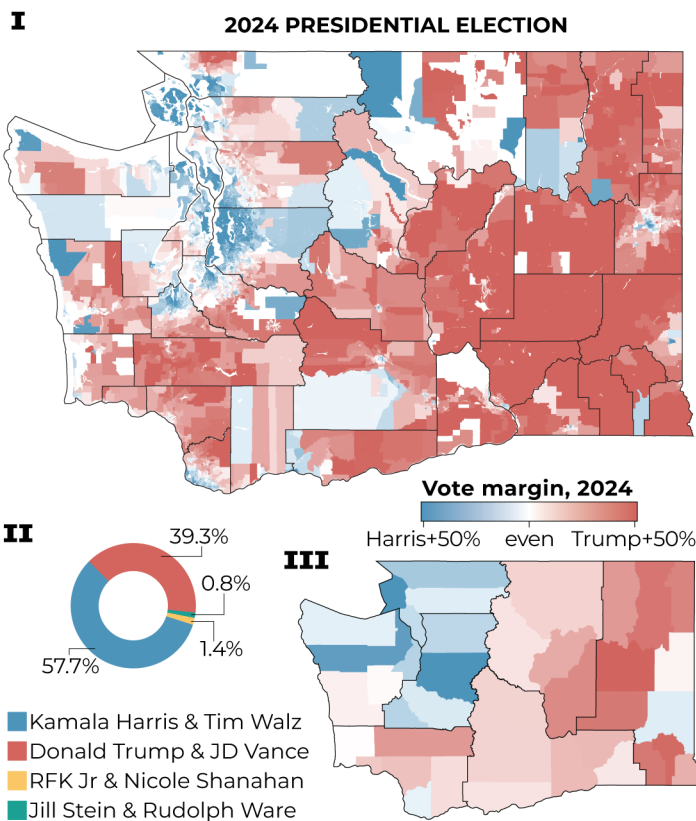 I
2024 PRESIDENTIAL ELECTION
Vote margin, 2024
Harris+50% even Trump+50%
II
39.3%
0.8%
1.4%
57.7%
III
Kamala Harris & Tim Walz
Donald Trump & JD Vance
RFK Jr & Nicole Shanahan
Jill Stein & Rudolph Ware